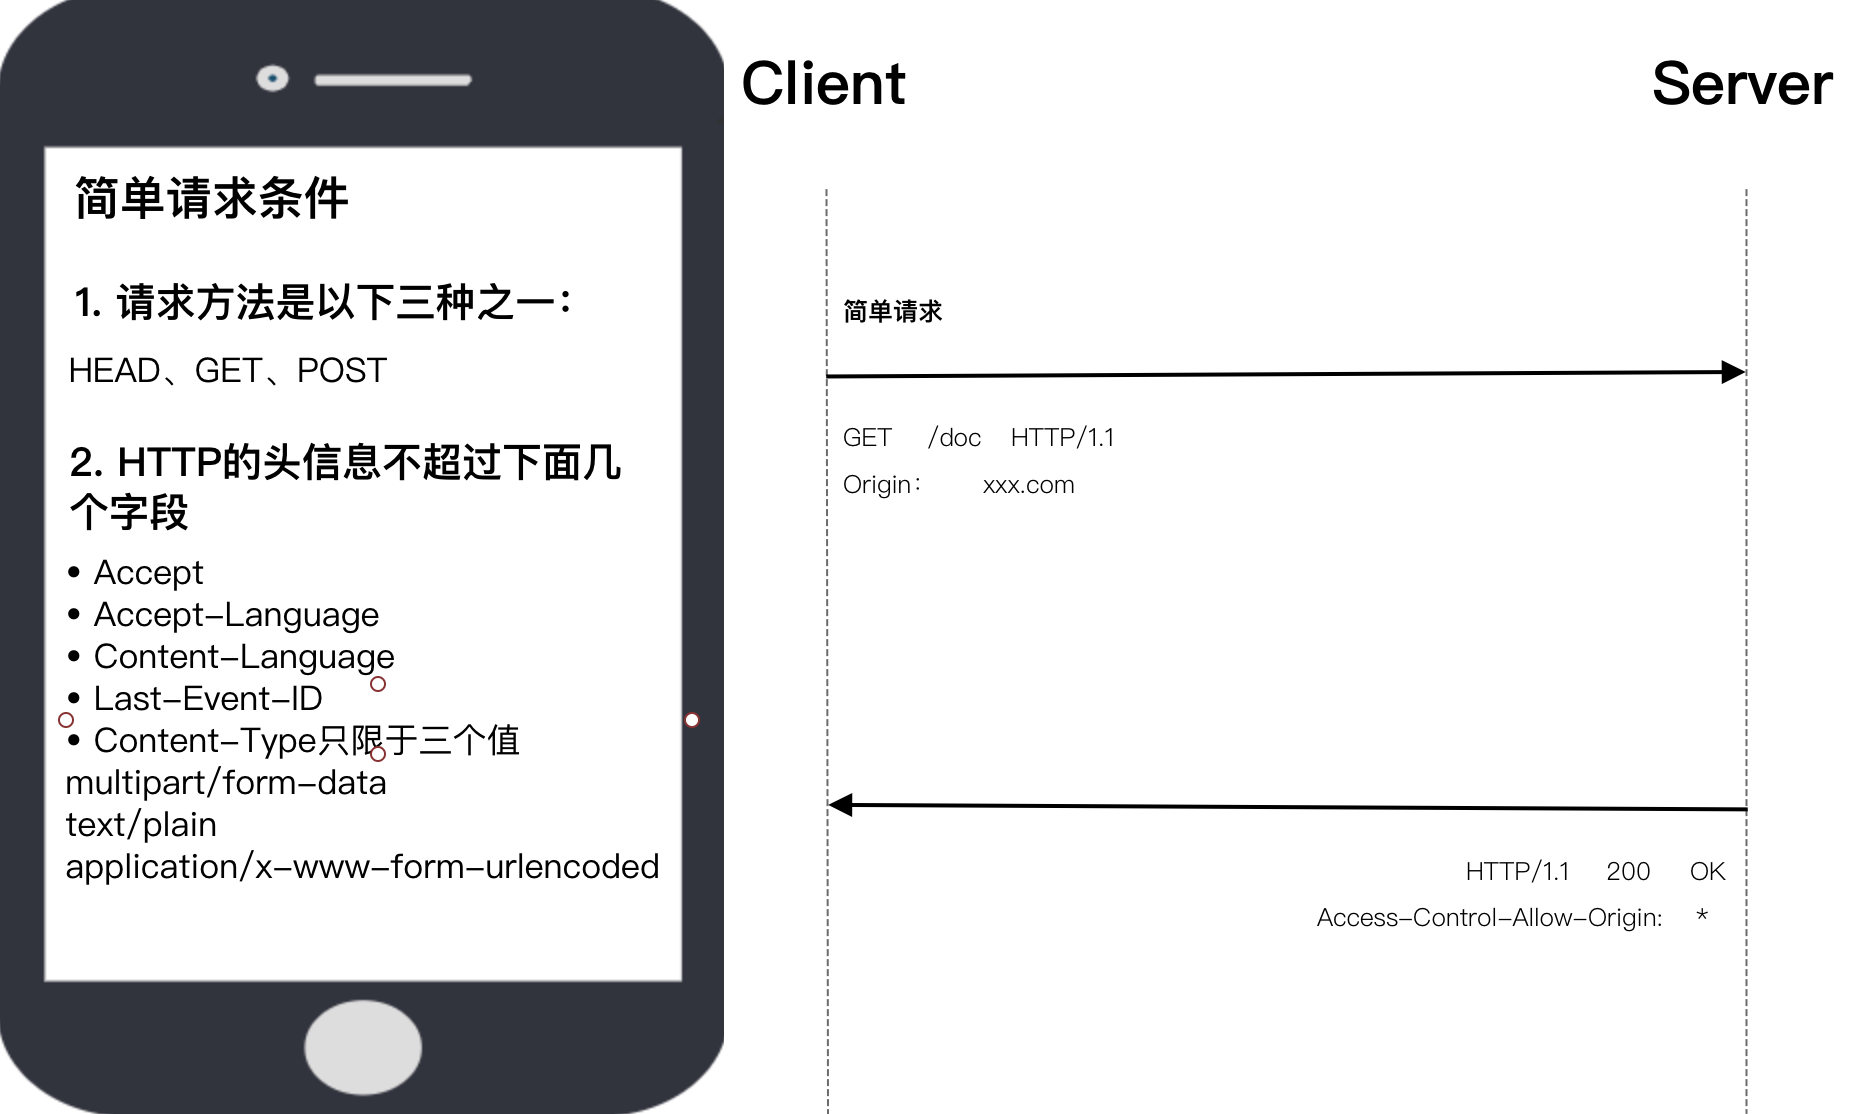 简单请求条件
1. 请求方法是以下三种之一：
HEAD、GET、POST
2. HTTP的头信息不超过下面几
个字段
• Accept
• Accept-Language
• Content-Language
• Last-Event-ID
• Content-Type只限于三个值
multipart/form-data
text/plain
application/x-www-form-urlencoded
Client
Server
简单请求
GET /doc HTTP/1.1
Origin： xxx.com
HTTP/1.1 200 OK
Access-Control-Allow-Origin: *